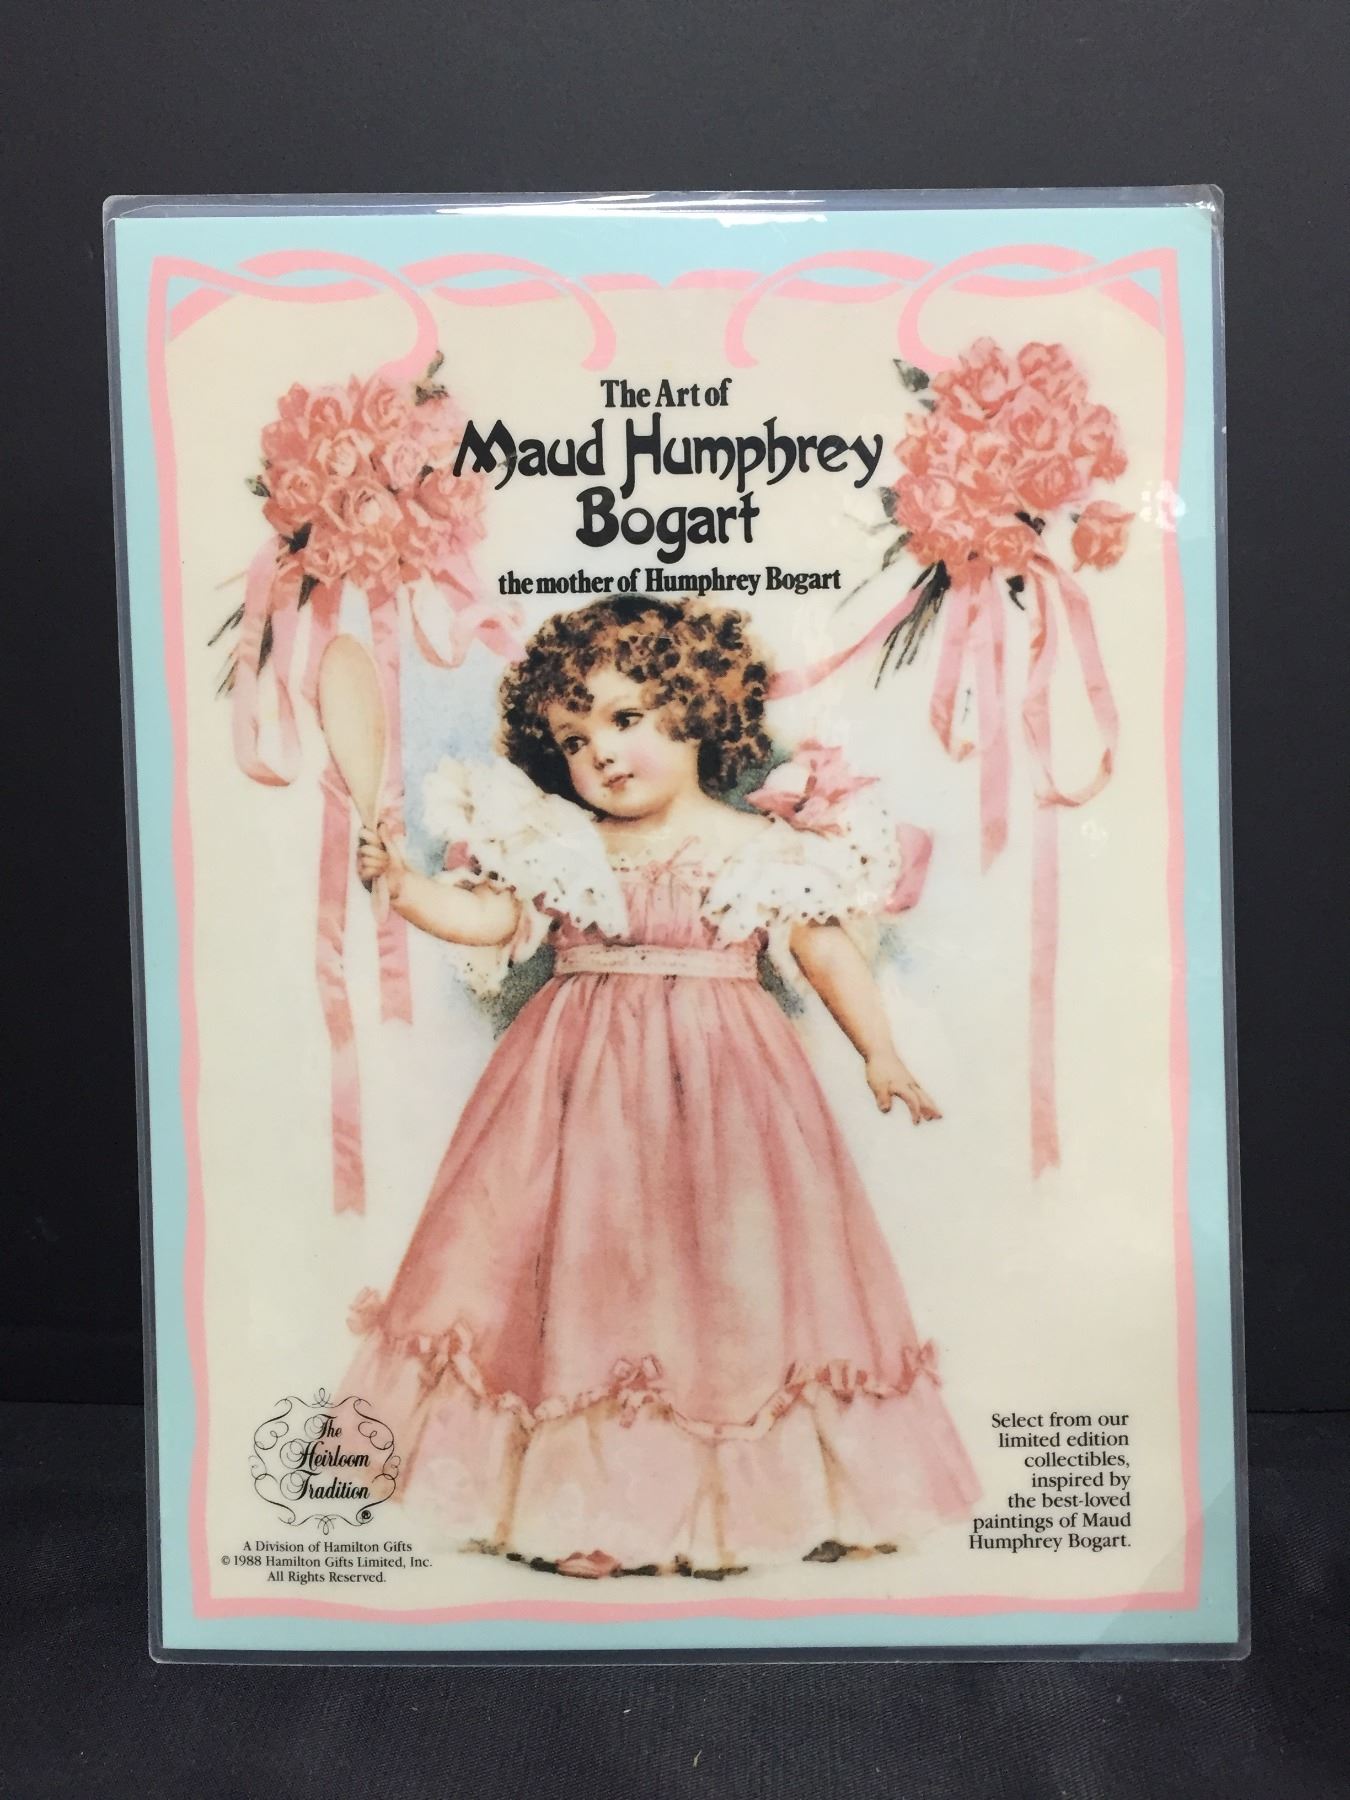 The Art of
Maud Humphrey
Bogart
the mother of Humphrey Bogart
The
Heirloom
Tradition
®
A Division of Hamilton Gifts
© 1988 Hamilton Gifts Limited, Inc.
All Rights Reserved.
Select from our
limited edition
collectibles,
inspired by
the best-loved
paintings of Maud
Humphrey Bogart.